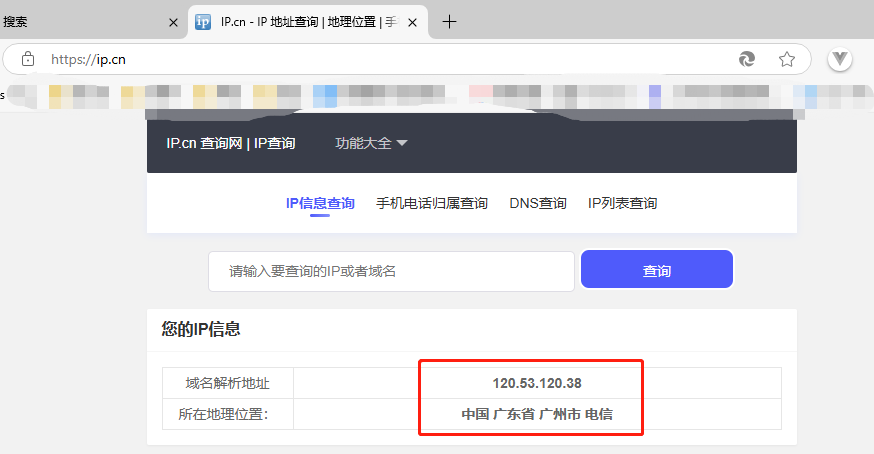 搜索
IP.cn - IP 地址查询 | 地理位置 | 手
https://ip.cn
s
IP.cn 查询网 | IP查询 功能大全
IP信息查询 手机电话归属查询 DNS查询 IP列表查询
请输入要查询的IP或者域名 查询
您的IP信息
域名解析地址 120.53.120.38
所在地理位置: 中国 广东省 广州市 电信